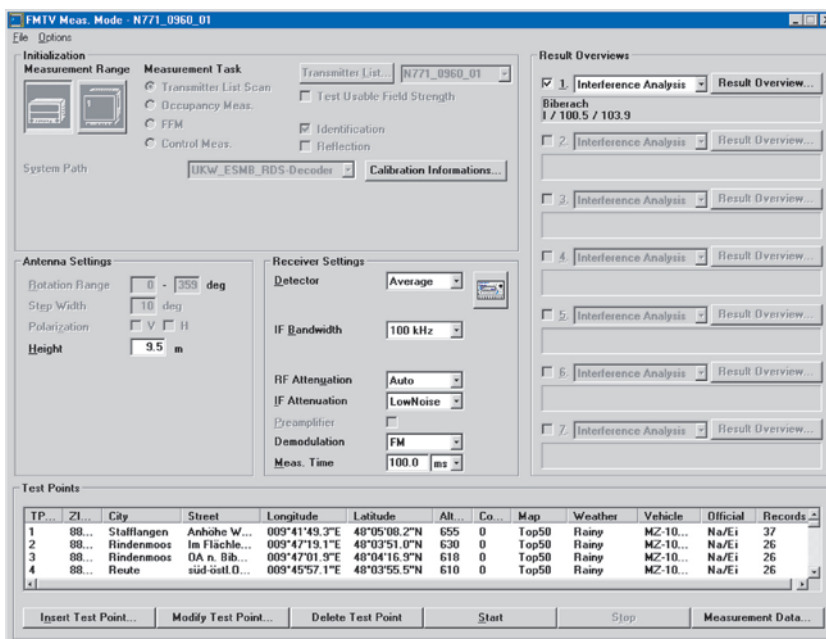 FMTV Meas. Mode - N771_0960_01
File Options
Initialization
Measurement Range
Measurement Task
Transmitter List Scan
Occupancy Meas.
FFM
Control Meas.
Transmitter List...
N771_0960_01
Test Usable Field Strength
Identification
Reflection
System Path
UKW_ESMB_RDS-Decoder
Calibration Informations...
Result Overviews
1. Interference Analysis Result Overview...
Biberach
I / 100.5 / 103.9
2. Interference Analysis Result Overview...
3. Interference Analysis Result Overview...
4. Interference Analysis Result Overview...
5. Interference Analysis Result Overview...
6. Interference Analysis Result Overview...
7. Interference Analysis Result Overview...
Antenna Settings
Rotation Range 0 - 359 deg
Step Width 10 deg
Polarization V H
Height 9.5 m
Receiver Settings
Detector Average
IF Bandwidth 100 kHz
RF Attenuation Auto
IF Attenuation LowNoise
Preamplifier
Demodulation FM
Meas. Time 100.0 ms
Test Points
TP... ZI... City Street Longitude Latitude Alt... Co... Map Weather Vehicle Official Records
1 88... Stafflangen Anhöhe W... 009°41'49.3"E 48°05'08.2"N 655 0 Top50 Rainy MZ-10... Na/Ei 37
2 88... Rindenmoos Im Fläche... 009°47'19.1"E 48°03'51.0"N 630 0 Top50 Rainy MZ-10... Na/Ei 26
3 88... Rindenmoos OA n. Bib... 009°47'01.9"E 48°04'16.9"N 618 0 Top50 Rainy MZ-10... Na/Ei 26
4 88... Reute süd-östl.O... 009°45'57.1"E 48°03'55.5"N 610 0 Top50 Rainy MZ-10... Na/Ei 26
Insert Test Point... Modify Test Point... Delete Test Point Start Stop Measurement Data...